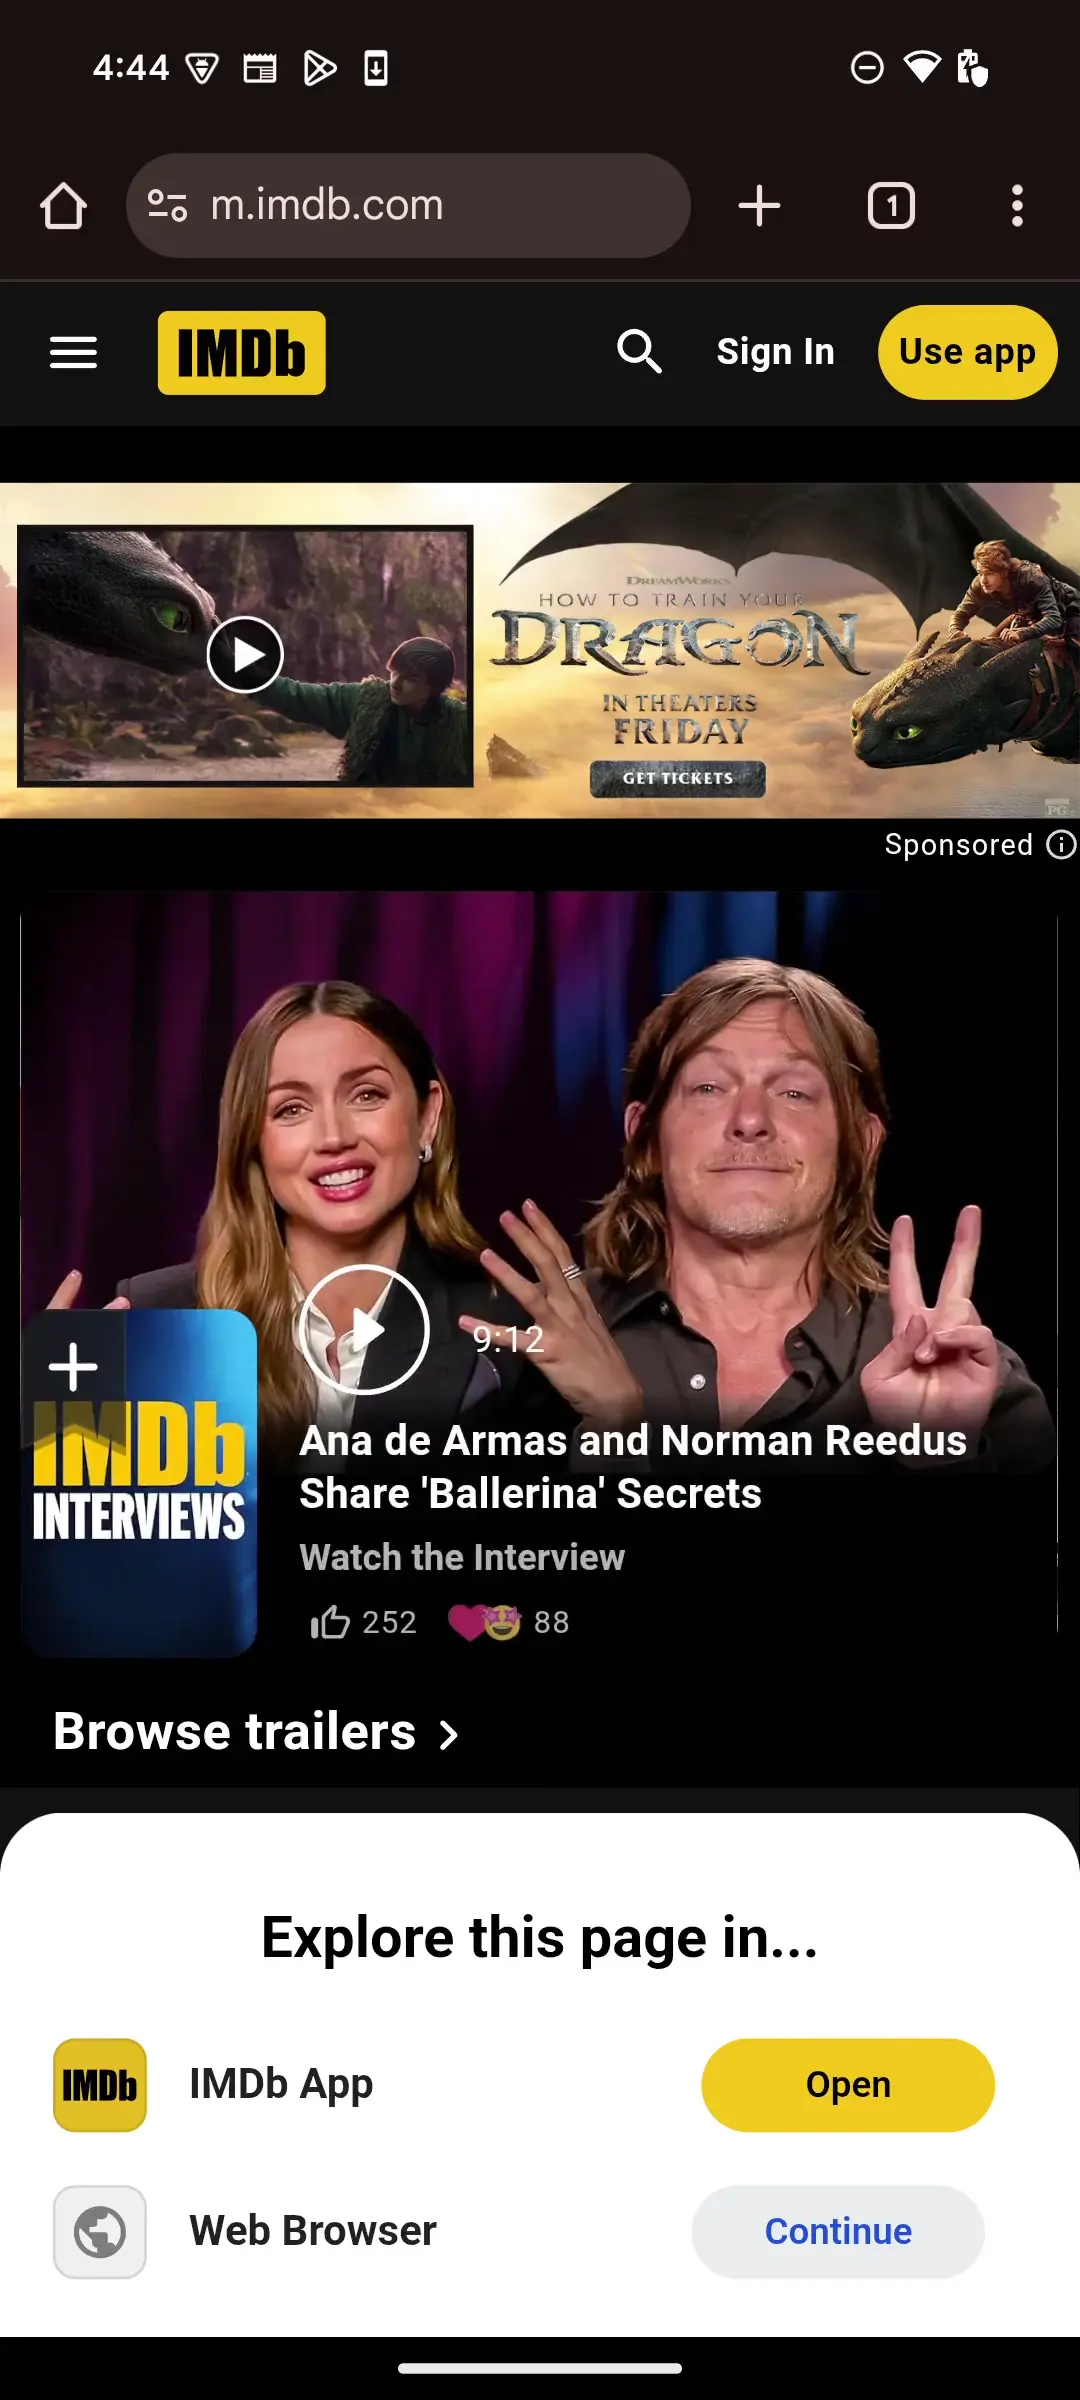 4:44
m.imdb.com
1
IMDb
Sign In
Use app
DREAMWORKS
HOW TO TRAIN YOUR
DRAGON
IN THEATERS
FRIDAY
GET TICKETS
PG
Sponsored
9:12
IMDb
INTERVIEWS
Ana de Armas and Norman Reedus
Share 'Ballerina' Secrets
Watch the Interview
252
88
Browse trailers
Explore this page in...
IMDb
IMDb App
Open
Web Browser
Continue